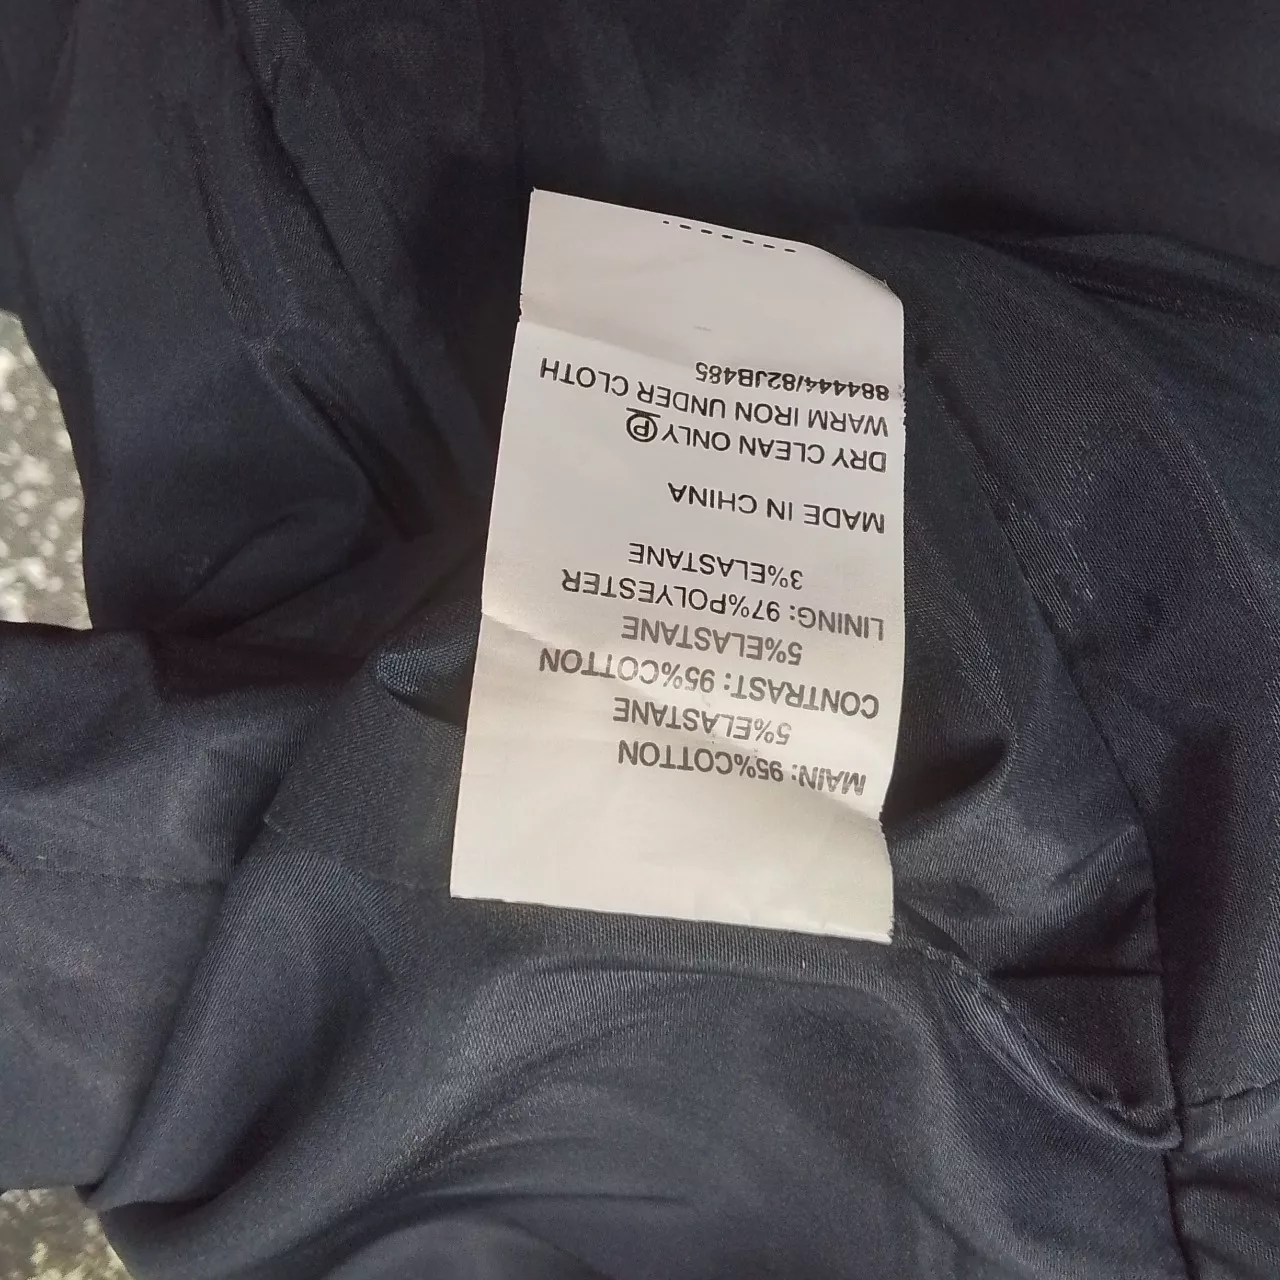 MAIN: 95%COTTON
5%ELASTANE
CONTRAST: 95%COTTON
5%ELASTANE
LINING: 97%POLYESTER
3%ELASTANE
MADE IN CHINA
DRY CLEAN ONLY Ⓟ
WARM IRON UNDER CLOTH
884444/82JB485